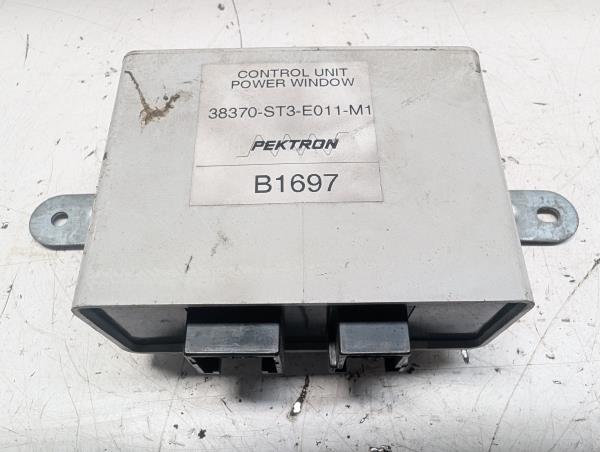 CONTROL UNIT
POWER WINDOW
38370-ST3-E011-M1
PEKTRON
B1697